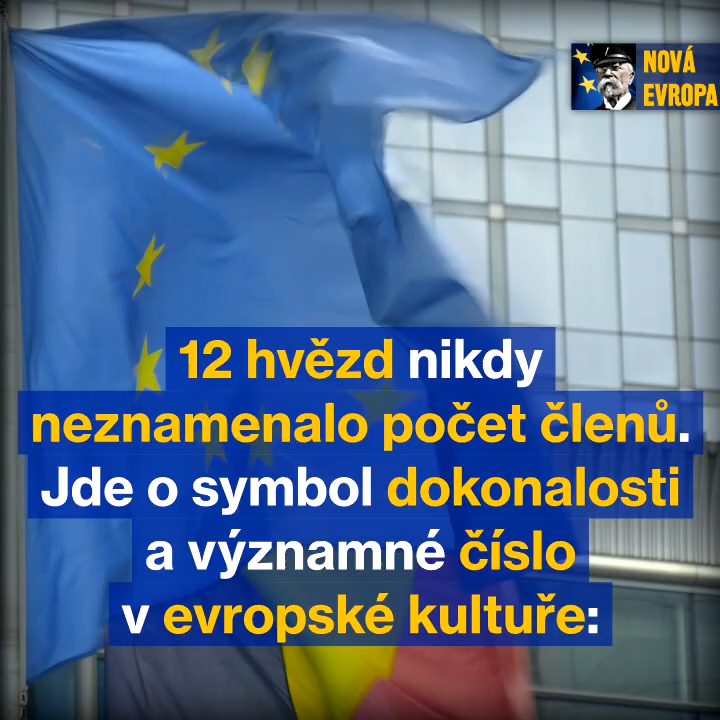 NOVÁ
EVROPA
12 hvězd nikdy
neznamenalo počet členů.
Jde o symbol dokonalosti
a významné číslo
v evropské kultuře: